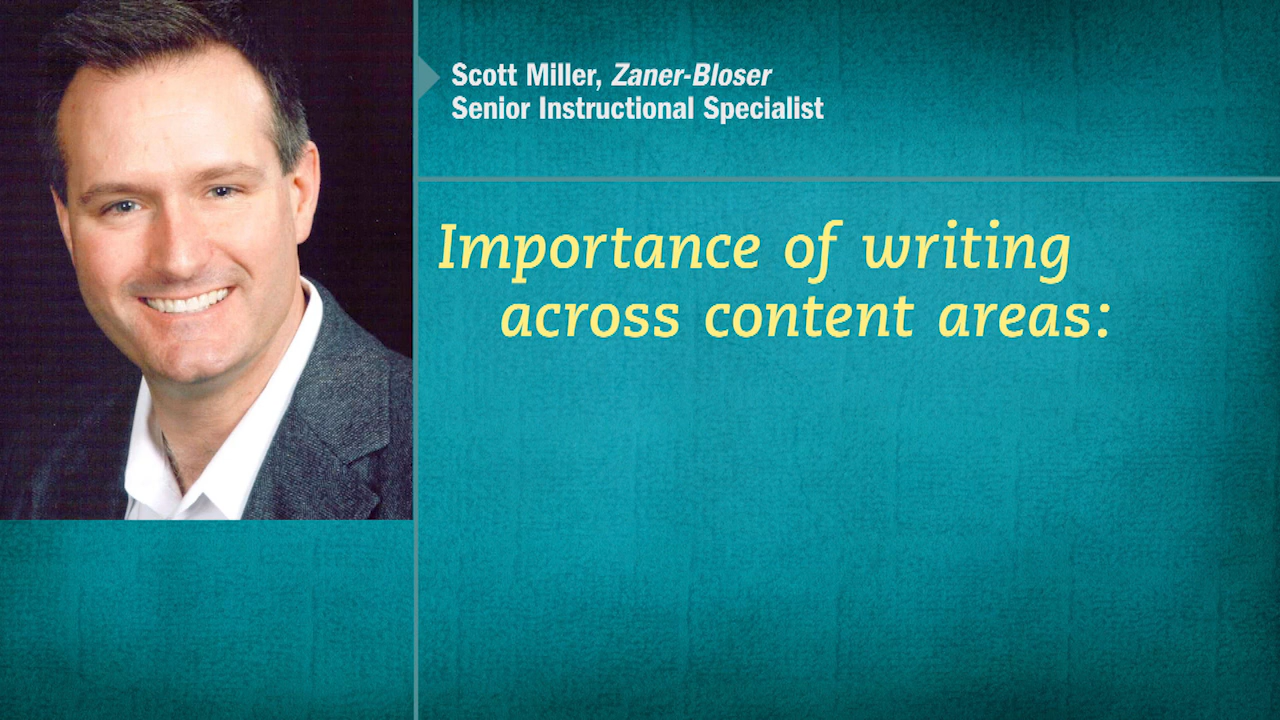 Scott Miller, Zaner-Bloser
Senior Instructional Specialist
Importance of writing
across content areas: